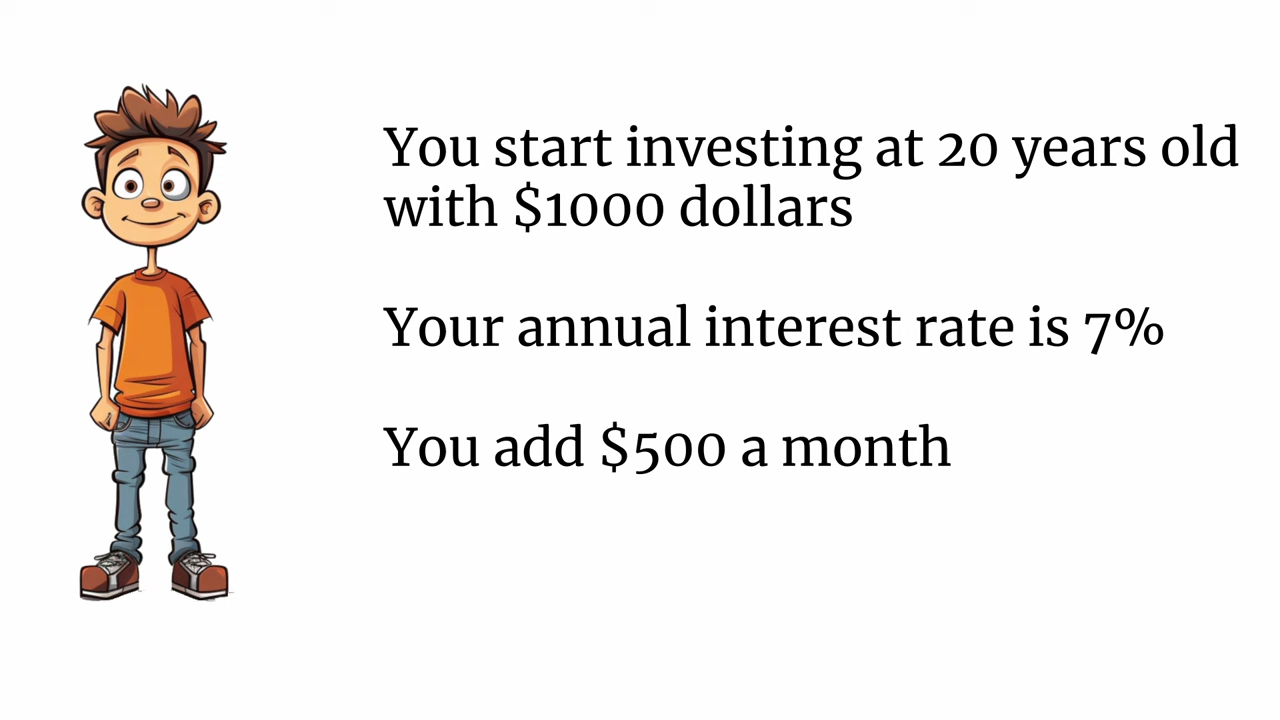 You start investing at 20 years old
with $1000 dollars
Your annual interest rate is 7%
You add $500 a month